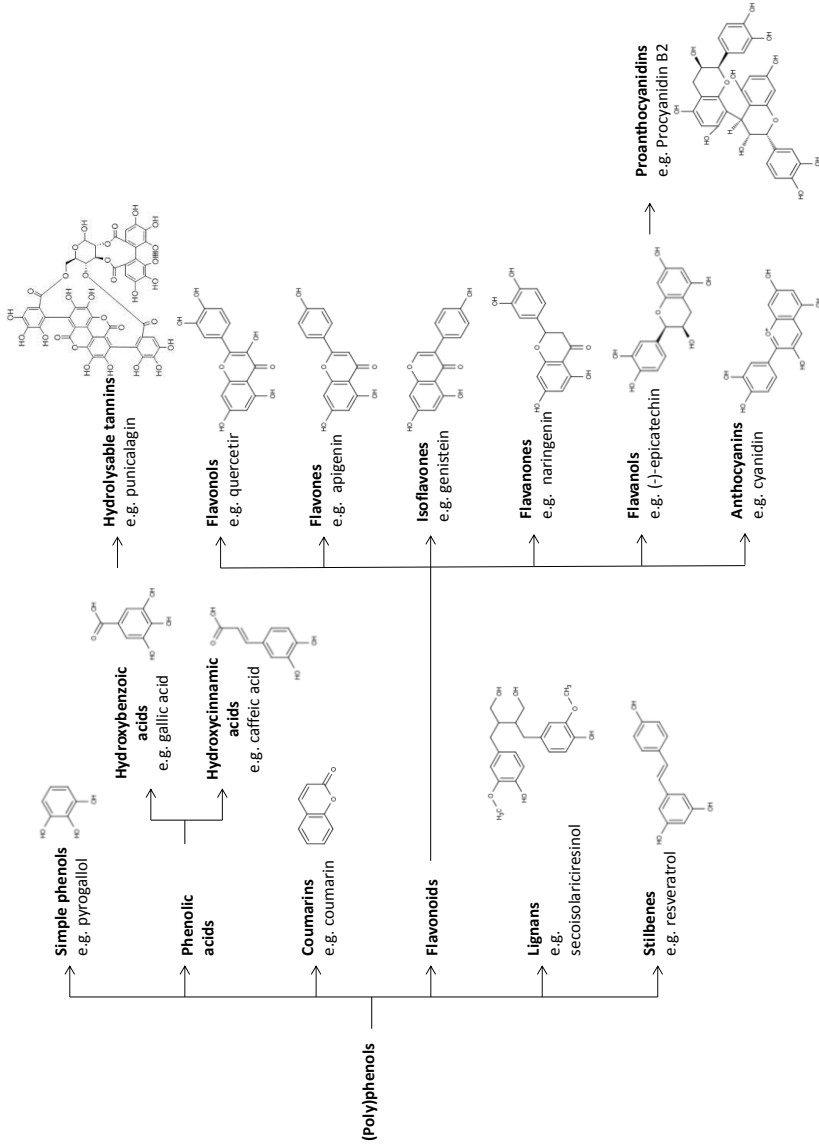 (Poly)phenols
Simple phenols
e.g. pyrogallol
Phenolic
acids
Hydroxybenzoic
acids
e.g. gallic acid
Hydrolysable tannins
e.g. punicalagin
Hydroxycinnamic
acids
e.g. caffeic acid
Coumarins
e.g. coumarin
Flavonoids
Flavonols
e.g. quercetir
Flavones
e.g. apigenin
Isoflavones
e.g. genistein
Flavanones
e.g. naringenin
Flavanols
e.g. (-)-epicatechin
Proanthocyanidins
e.g. Procyanidin B2
Anthocyanins
e.g. cyanidin
Lignans
e.g.
secoisolariciresinol
Stilbenes
e.g. resveratrol